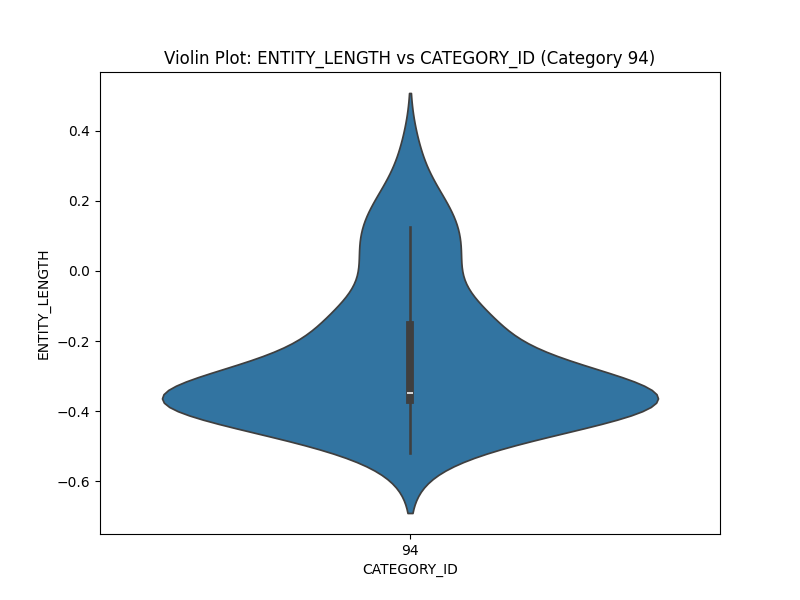 Violin Plot: ENTITY_LENGTH vs CATEGORY_ID (Category 94)
0.4
0.2
0.0
−0.2
−0.4
−0.6
ENTITY_LENGTH
94
CATEGORY_ID